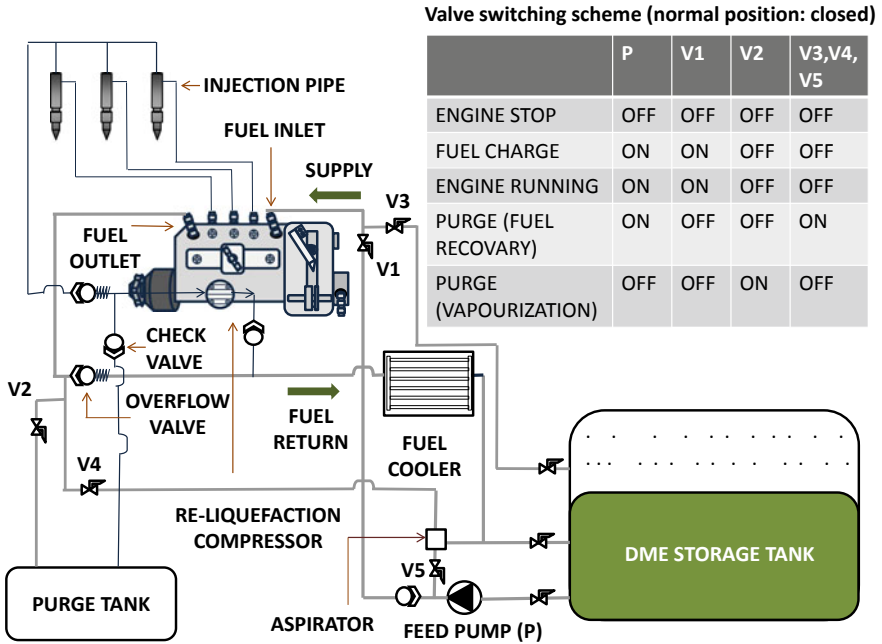 Valve switching scheme (normal position: closed)
P V1 V2 V3,V4,
V5
ENGINE STOP OFF OFF OFF OFF
FUEL CHARGE ON ON OFF OFF
ENGINE RUNNING ON ON OFF OFF
PURGE (FUEL ON OFF OFF ON
RECOVARY)
PURGE OFF OFF ON OFF
(VAPOURIZATION)
INJECTION PIPE
FUEL INLET
SUPPLY
V3
V1
FUEL
OUTLET
CHECK
VALVE
V2
OVERFLOW
VALVE
FUEL
RETURN
FUEL
COOLER
V4
RE-LIQUEFACTION
COMPRESSOR
V5
DME STORAGE TANK
PURGE TANK
ASPIRATOR
FEED PUMP (P)